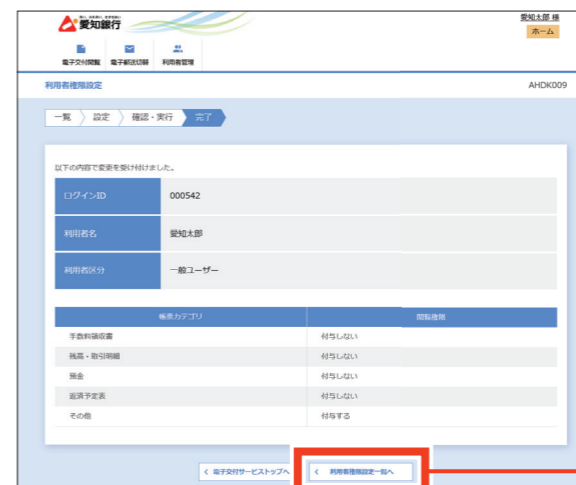 愛知銀行
愛知太郎 様
ホーム
電子交付閲覧 電子郵送切替 利用者管理
利用者権限設定 AHDK009
一覧 設定 確認・実行 完了
以下の内容で変更を受け付けました。
ログインID 000542
利用者名 愛知太郎
利用者区分 一般ユーザー
帳票カテゴリ 閲覧権限
手数料領収書 付与しない
残高・取引明細 付与しない
預金 付与しない
返済予定表 付与しない
その他 付与する
< 電子交付サービストップへ < 利用者権限設定一覧へ